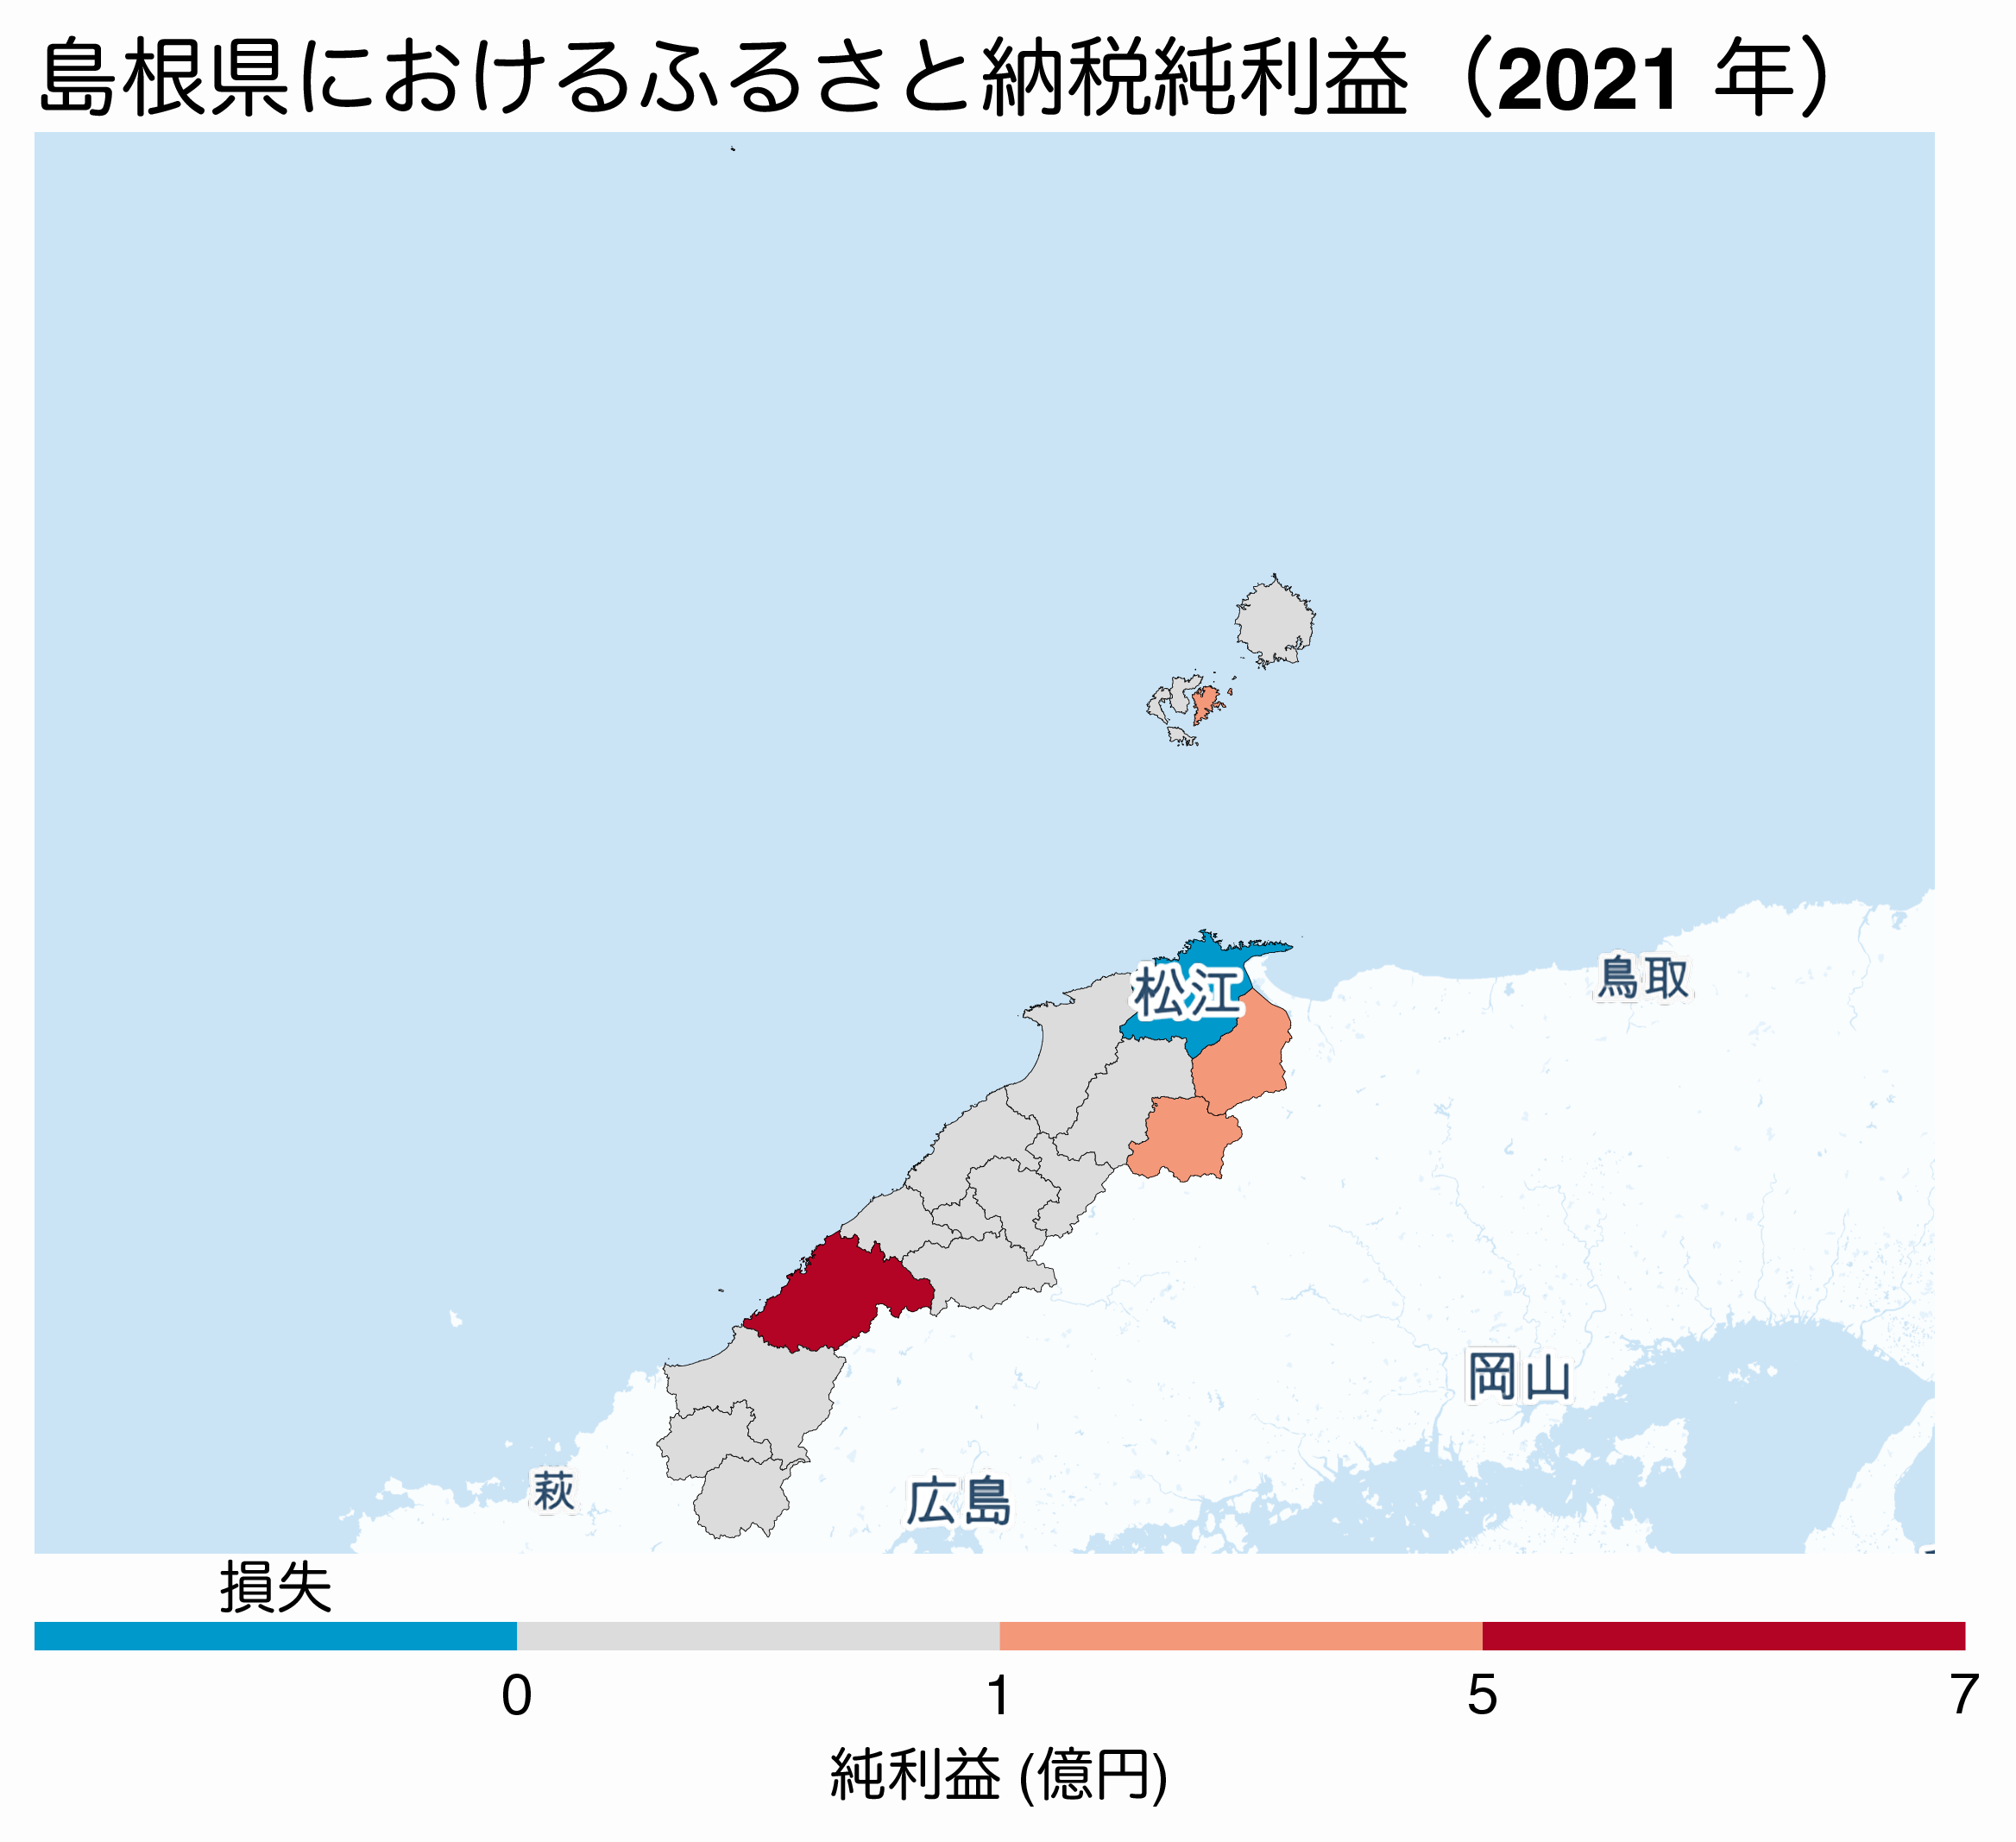 島根県におけるふるさと納税純利益（2021 年）
松江
鳥取
岡山
萩
広島
損失
0 1 5 7
純利益 (億円)